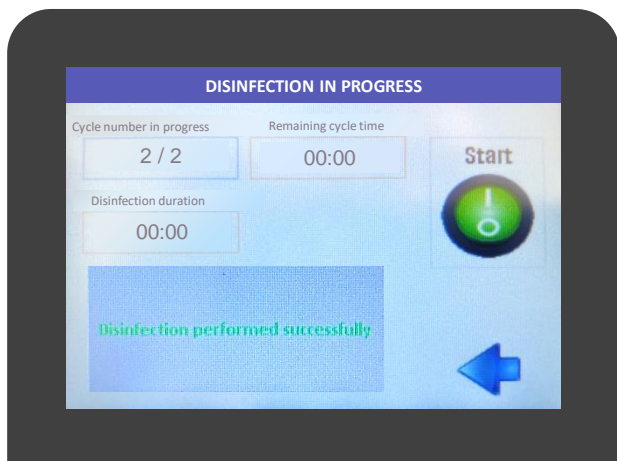 DISINFECTION IN PROGRESS
Cycle number in progress
Remaining cycle time
2 / 2
00:00
Start
Disinfection duration
00:00
Disinfection performed successfully